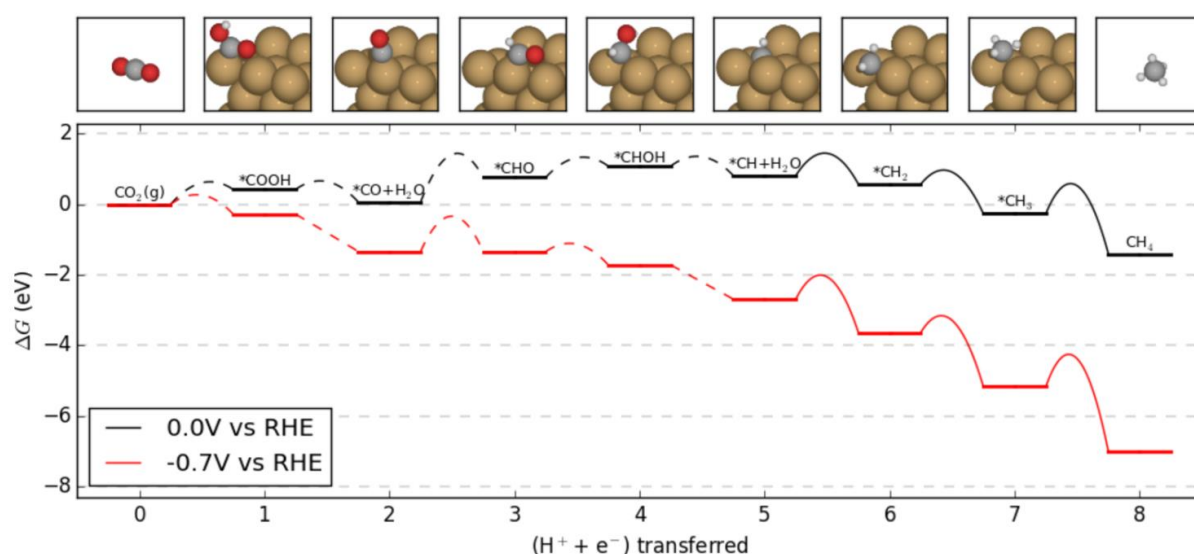 2
0
−2
−4
−6
−8
ΔG (eV)
CO₂(g)
*COOH
*CO+H₂O
*CHO
*CHOH
*CH+H₂O
*CH₂
*CH₃
CH₄
0.0V vs RHE
-0.7V vs RHE
0 1 2 3 4 5 6 7 8
(H⁺ + e⁻) transferred